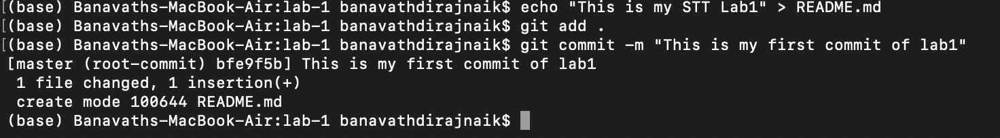 [(base) Banavaths-MacBook-Air:lab-1 banavathdirajnaik$ echo "This is my STT Lab1" > README.md
[(base) Banavaths-MacBook-Air:lab-1 banavathdirajnaik$ git add .
[(base) Banavaths-MacBook-Air:lab-1 banavathdirajnaik$ git commit -m "This is my first commit of lab1"
[master (root-commit) bfe9f5b] This is my first commit of lab1
 1 file changed, 1 insertion(+)
 create mode 100644 README.md
(base) Banavaths-MacBook-Air:lab-1 banavathdirajnaik$